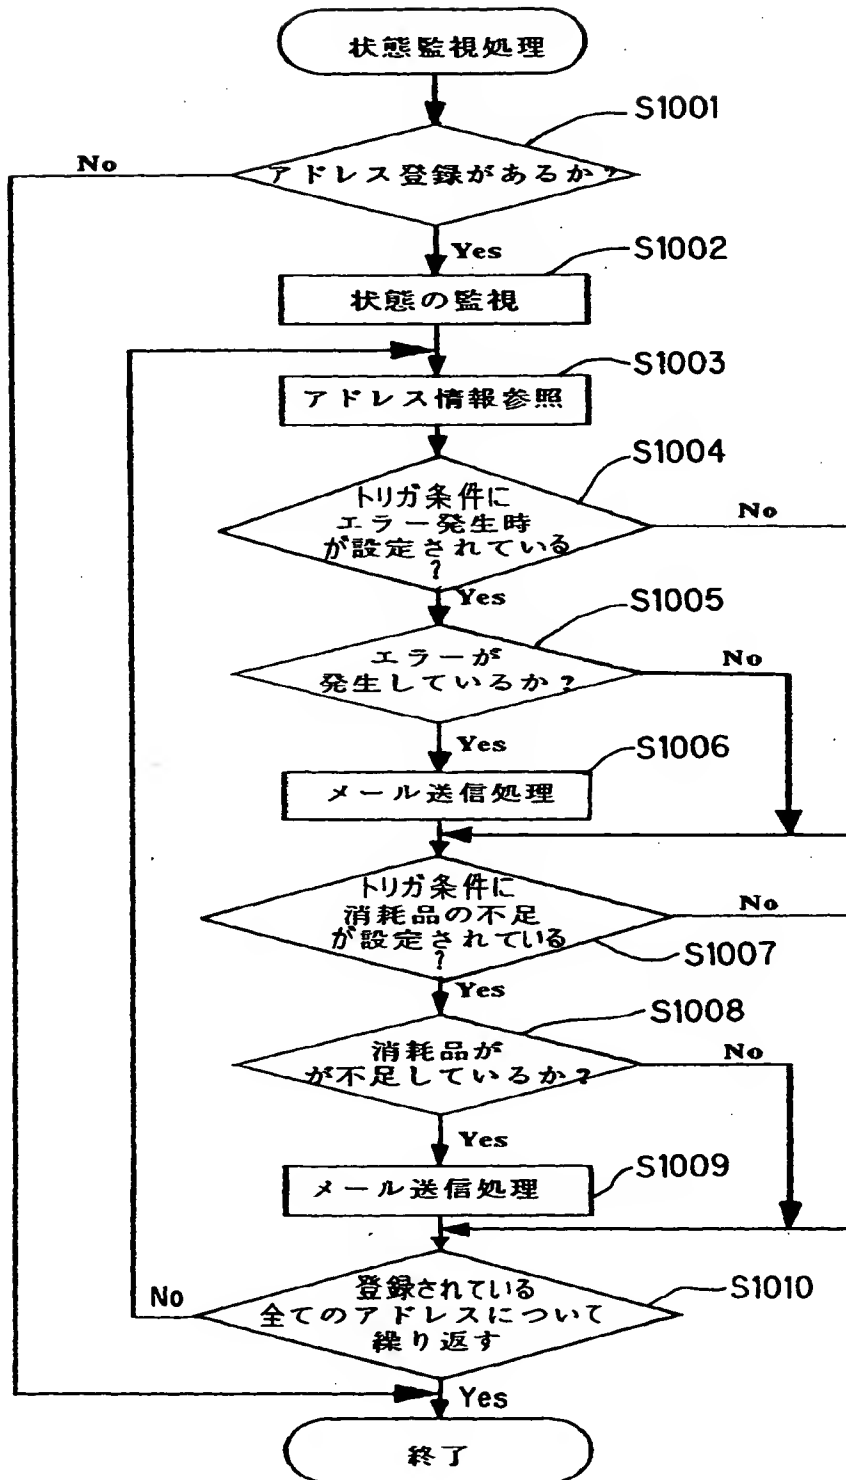 状態監視処理
S1001
No
アドレス登録があるか?
Yes
S1002
状態の監視
S1003
アドレス情報参照
S1004
トリガ条件に
エラー発生時
が設定されている
?
No
Yes
S1005
エラーが
発生しているか?
No
Yes
S1006
メール送信処理
トリガ条件に
消耗品の不足
が設定されている
?
No
S1007
Yes
S1008
消耗品が
が不足しているか?
No
Yes
S1009
メール送信処理
No
登録されている
全てのアドレスについて
繰り返す
S1010
Yes
終了